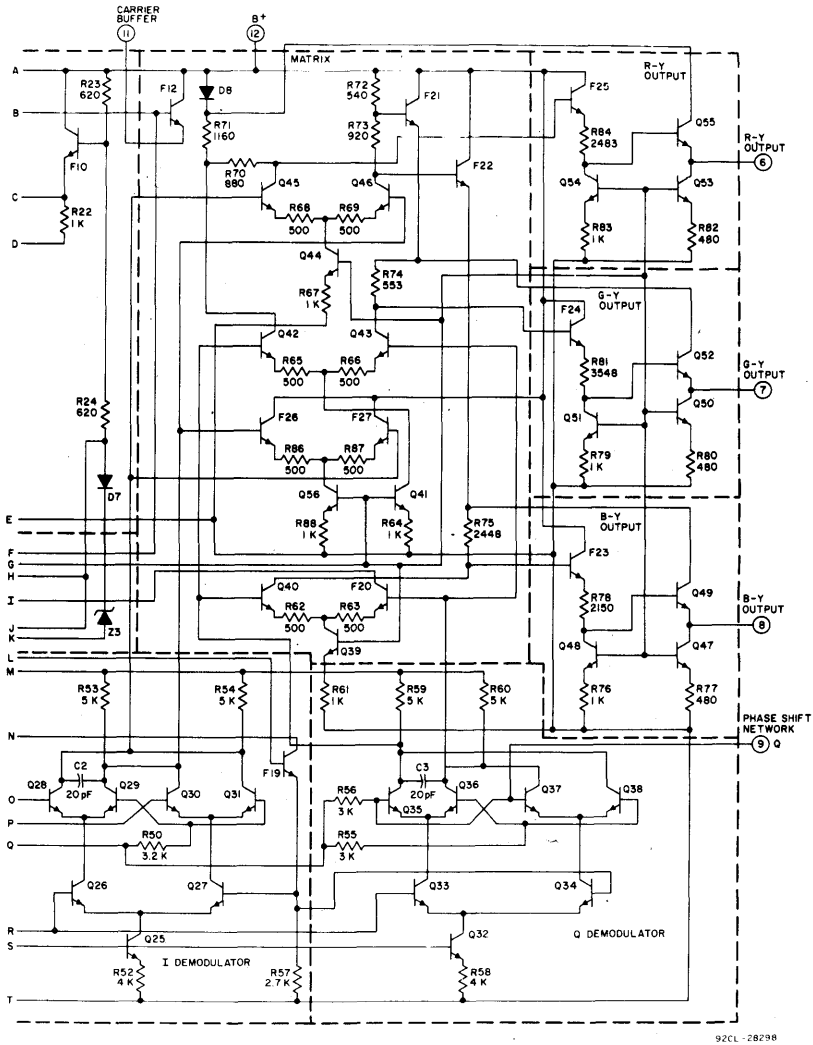 CARRIER
BUFFER
11
B+
12
MATRIX
R-Y
OUTPUT
A
R23
620
F12
D8
R72
540
F21
F25
B
R71
1160
R73
920
R84
2483
Q55
R-Y
OUTPUT
6
F10
R70
880
F22
Q45
Q46
Q54
Q53
C
R22
1K
R68
500
R69
500
R83
1K
R82
480
D
Q44
R67
1K
R74
553
G-Y
OUTPUT
F24
Q42
Q43
R81
3548
Q52
G-Y
OUTPUT
7
R65
500
R66
500
R24
620
F26
F27
Q51
Q50
R86
500
R87
500
R79
1K
R80
480
D7
Q56
Q41
E
R88
1K
R64
1K
R75
2448
B-Y
OUTPUT
F
G
H
F23
I
Q40
F20
R78
2150
Q49
B-Y
OUTPUT
8
R62
500
R63
500
J
K
Z3
Q39
Q48
Q47
L
M
R53
5K
R54
5K
R61
1K
R59
5K
R60
5K
R76
1K
R77
480
PHASE SHIFT
NETWORK
9 Q
N
F19
Q28
C2
20pF
Q29
Q30
Q31
R56
3K
C3
20pF
Q35
Q36
Q37
Q38
O
P
R50
3.2K
R55
3K
Q
Q26
Q27
Q33
Q34
R
Q25
Q32
Q DEMODULATOR
S
I DEMODULATOR
R52
4K
R57
2.7K
R58
4K
T
92CL-28298